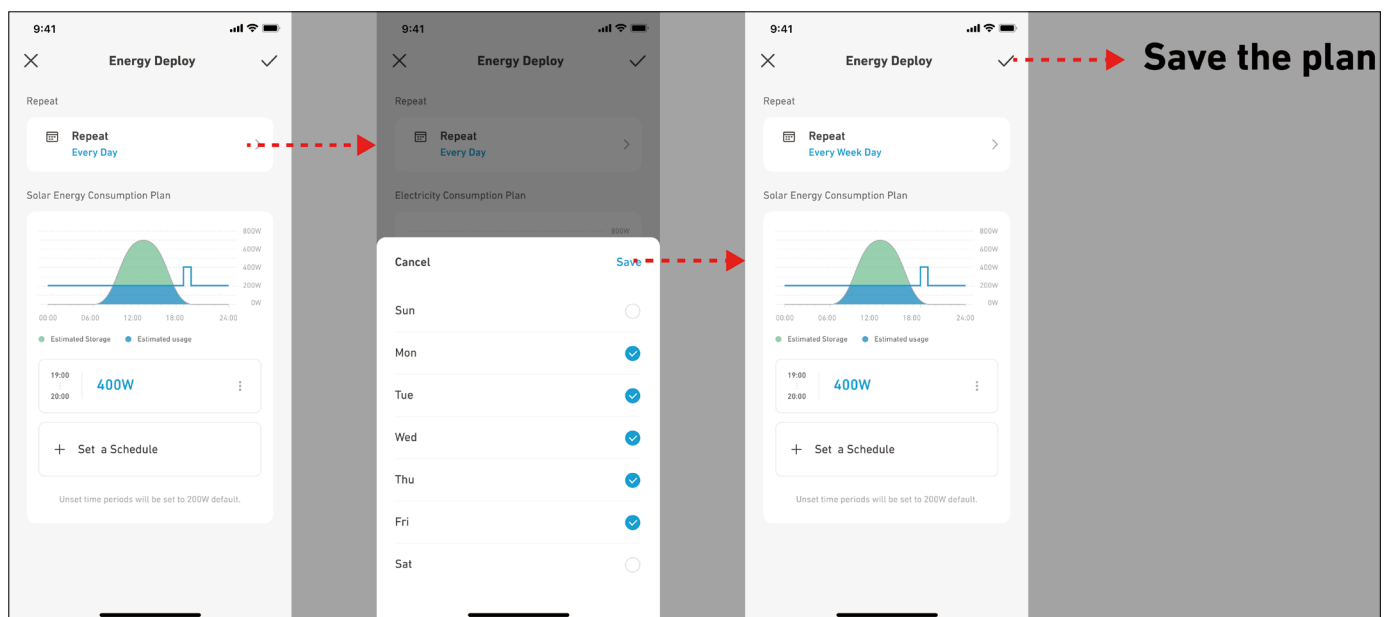 9:41
Energy Deploy
Repeat
Repeat
Every Day
Solar Energy Consumption Plan
800W
600W
400W
200W
0W
00:00 06:00 12:00 18:00 24:00
Estimated Storage Estimated usage
19:00
20:00
400W
+ Set a Schedule
Unset time periods will be set to 200W default.
9:41
Energy Deploy
Repeat
Repeat
Every Day
Electricity Consumption Plan
800W
Cancel Save
Sun
Mon
Tue
Wed
Thu
Fri
Sat
9:41
Energy Deploy
Repeat
Repeat
Every Week Day
Solar Energy Consumption Plan
800W
600W
400W
200W
0W
00:00 06:00 12:00 18:00 24:00
Estimated Storage Estimated usage
19:00
20:00
400W
+ Set a Schedule
Unset time periods will be set to 200W default.
Save the plan